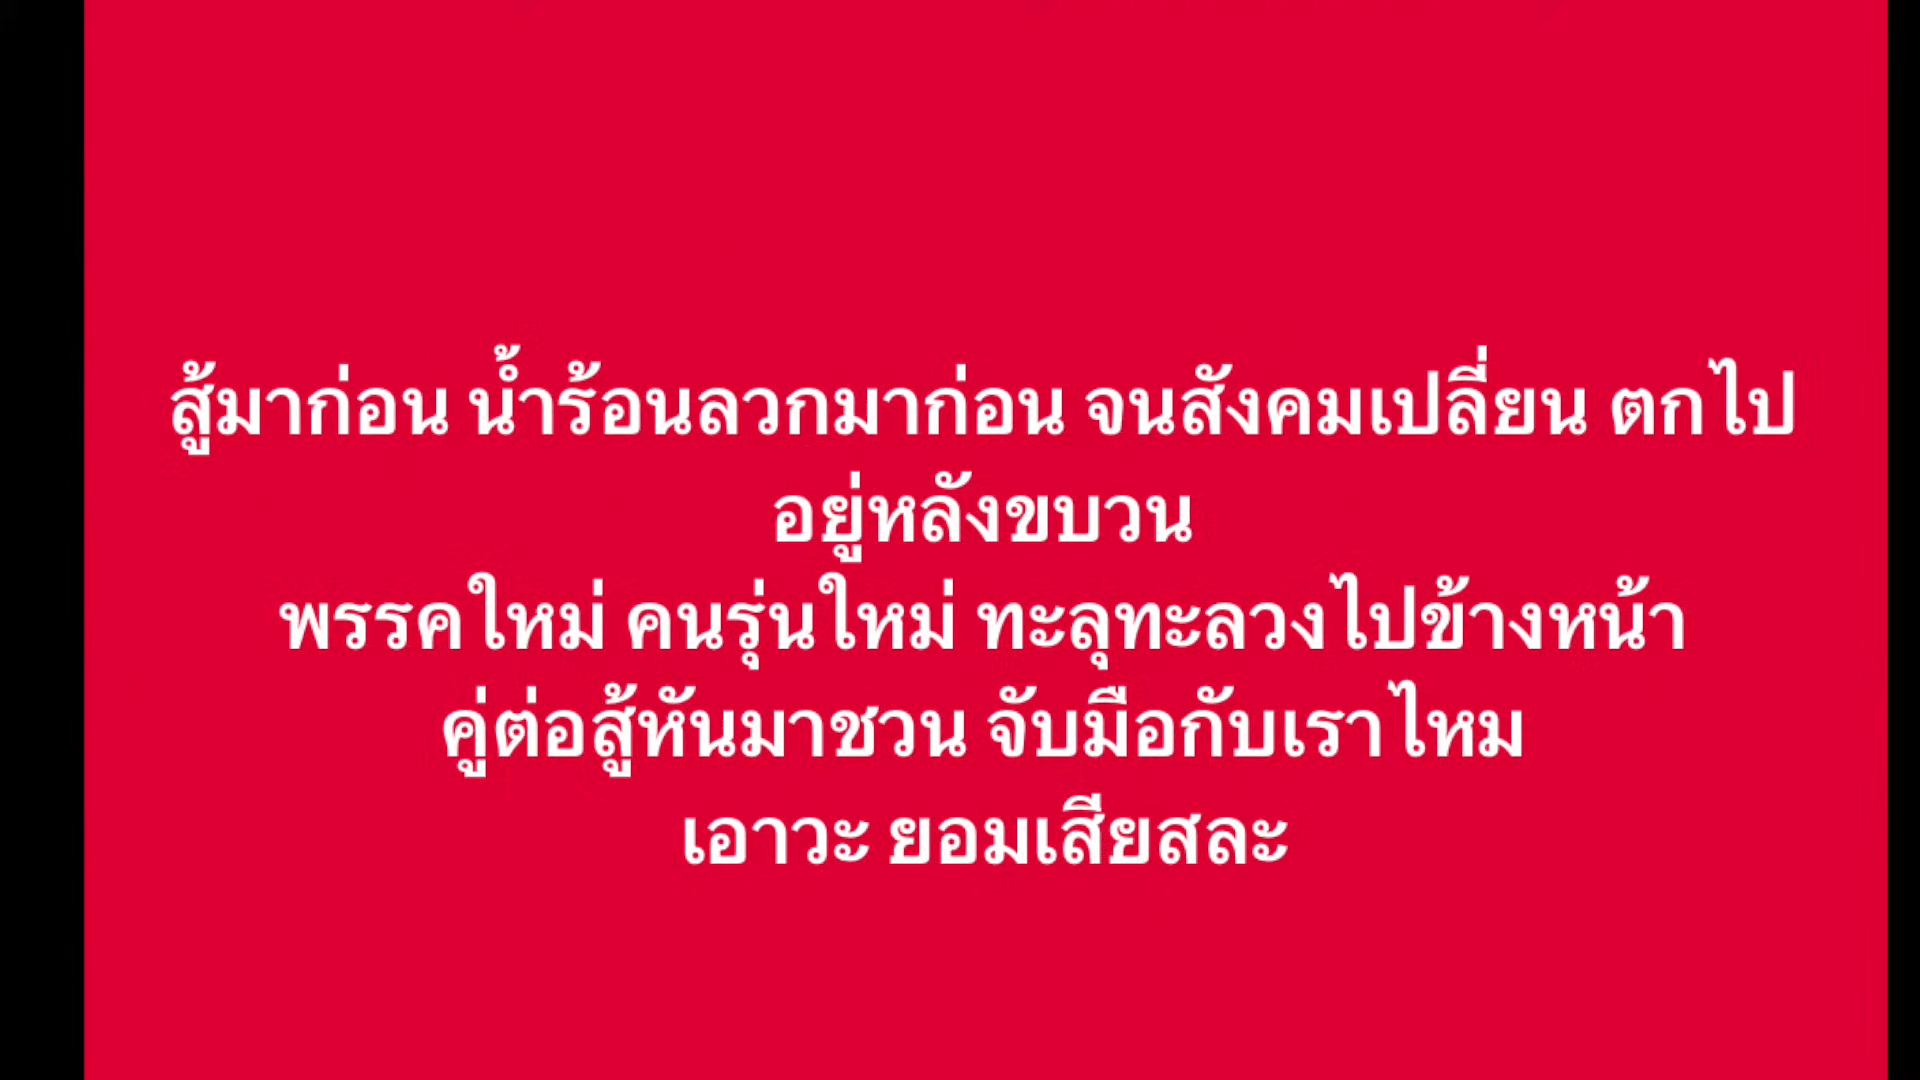 สู้มาก่อน น้ำร้อนลวกมาก่อน จนสังคมเปลี่ยน ตกไป
อยู่หลังขบวน
พรรคใหม่ คนรุ่นใหม่ ทะลุทะลวงไปข้างหน้า
คู่ต่อสู้หันมาชวน จับมือกับเราไหม
เอาวะ ยอมเสียสละ